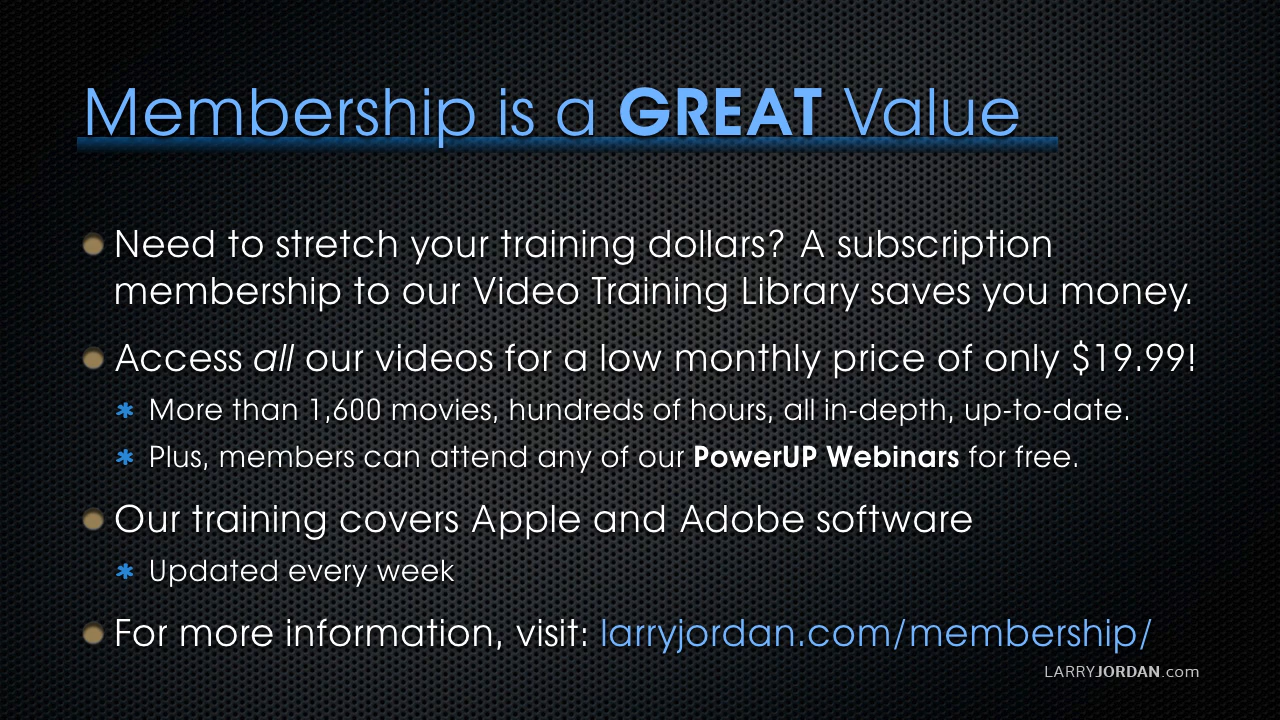 Membership is a GREAT Value
Need to stretch your training dollars? A subscription
membership to our Video Training Library saves you money.
Access all our videos for a low monthly price of only $19.99!
More than 1,600 movies, hundreds of hours, all in-depth, up-to-date.
Plus, members can attend any of our PowerUP Webinars for free.
Our training covers Apple and Adobe software
Updated every week
For more information, visit: larryjordan.com/membership/
LARRYJORDAN.com